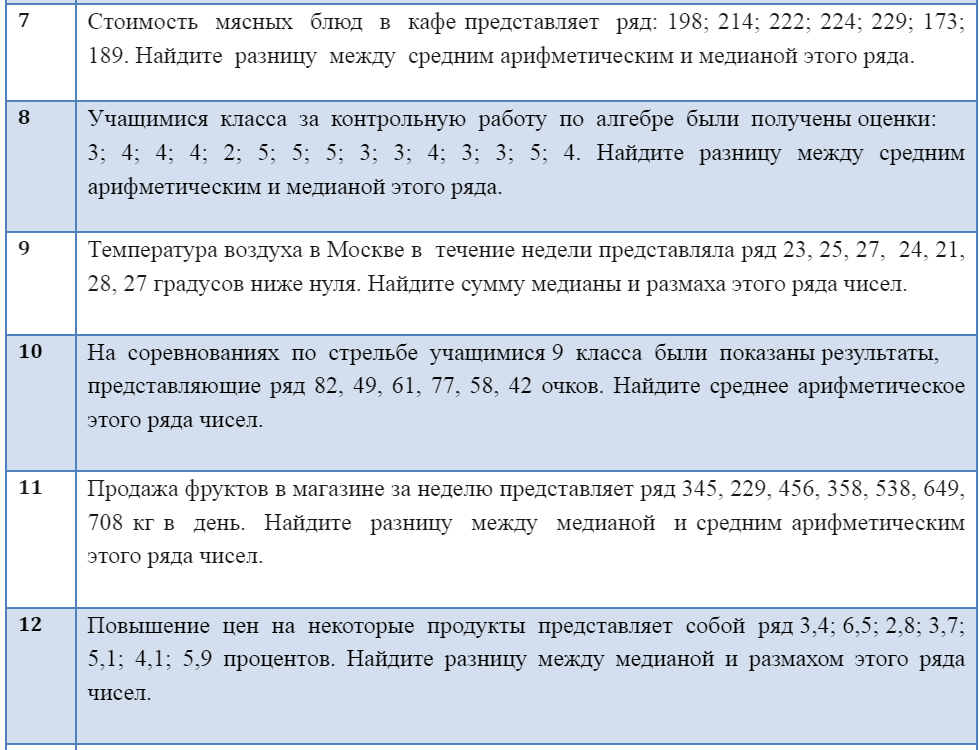 7
Стоимость мясных блюд в кафе представляет ряд: 198; 214; 222; 224; 229; 173;
189. Найдите разницу между средним арифметическим и медианой этого ряда.
8
Учащимися класса за контрольную работу по алгебре были получены оценки:
3; 4; 4; 4; 2; 5; 5; 5; 3; 3; 4; 3; 3; 5; 4. Найдите разницу между средним
арифметическим и медианой этого ряда.
9
Температура воздуха в Москве в течение недели представляла ряд 23, 25, 27, 24, 21,
28, 27 градусов ниже нуля. Найдите сумму медианы и размаха этого ряда чисел.
10
На соревнованиях по стрельбе учащимися 9 класса были показаны результаты,
представляющие ряд 82, 49, 61, 77, 58, 42 очков. Найдите среднее арифметическое
этого ряда чисел.
11
Продажа фруктов в магазине за неделю представляет ряд 345, 229, 456, 358, 538, 649,
708 кг в день. Найдите разницу между медианой и средним арифметическим
этого ряда чисел.
12
Повышение цен на некоторые продукты представляет собой ряд 3,4; 6,5; 2,8; 3,7;
5,1; 4,1; 5,9 процентов. Найдите разницу между медианой и размахом этого ряда
чисел.